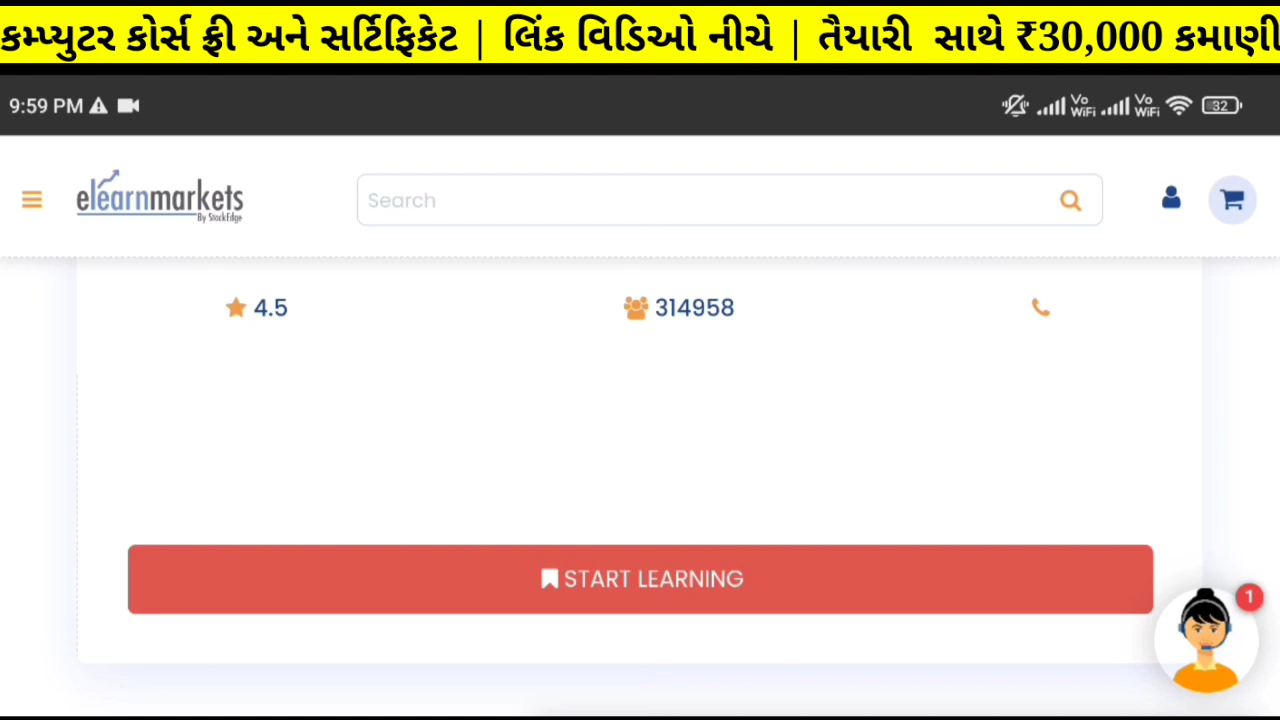 કમ્પ્યુટર કોર્સ ફ્રી અને સર્ટિફિકેટ | લિંક વિડિઓ નીચે | તૈયારી સાથે ₹30,000 કમાણી
9:59 PM Vo WiFi Vo WiFi 32
elearnmarkets
By StockEdge
Search
4.5 314958
START LEARNING
1